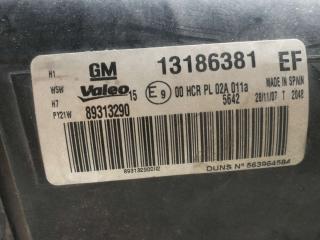 H1 GM 13186381 EF
W5W Valeo 15 E9 00 HCR PL 02A 011a MADE IN SPAIN
H7 5642 28/11/07 T 2048
PY21W 89313290
89313290
DUNS N° 563964584